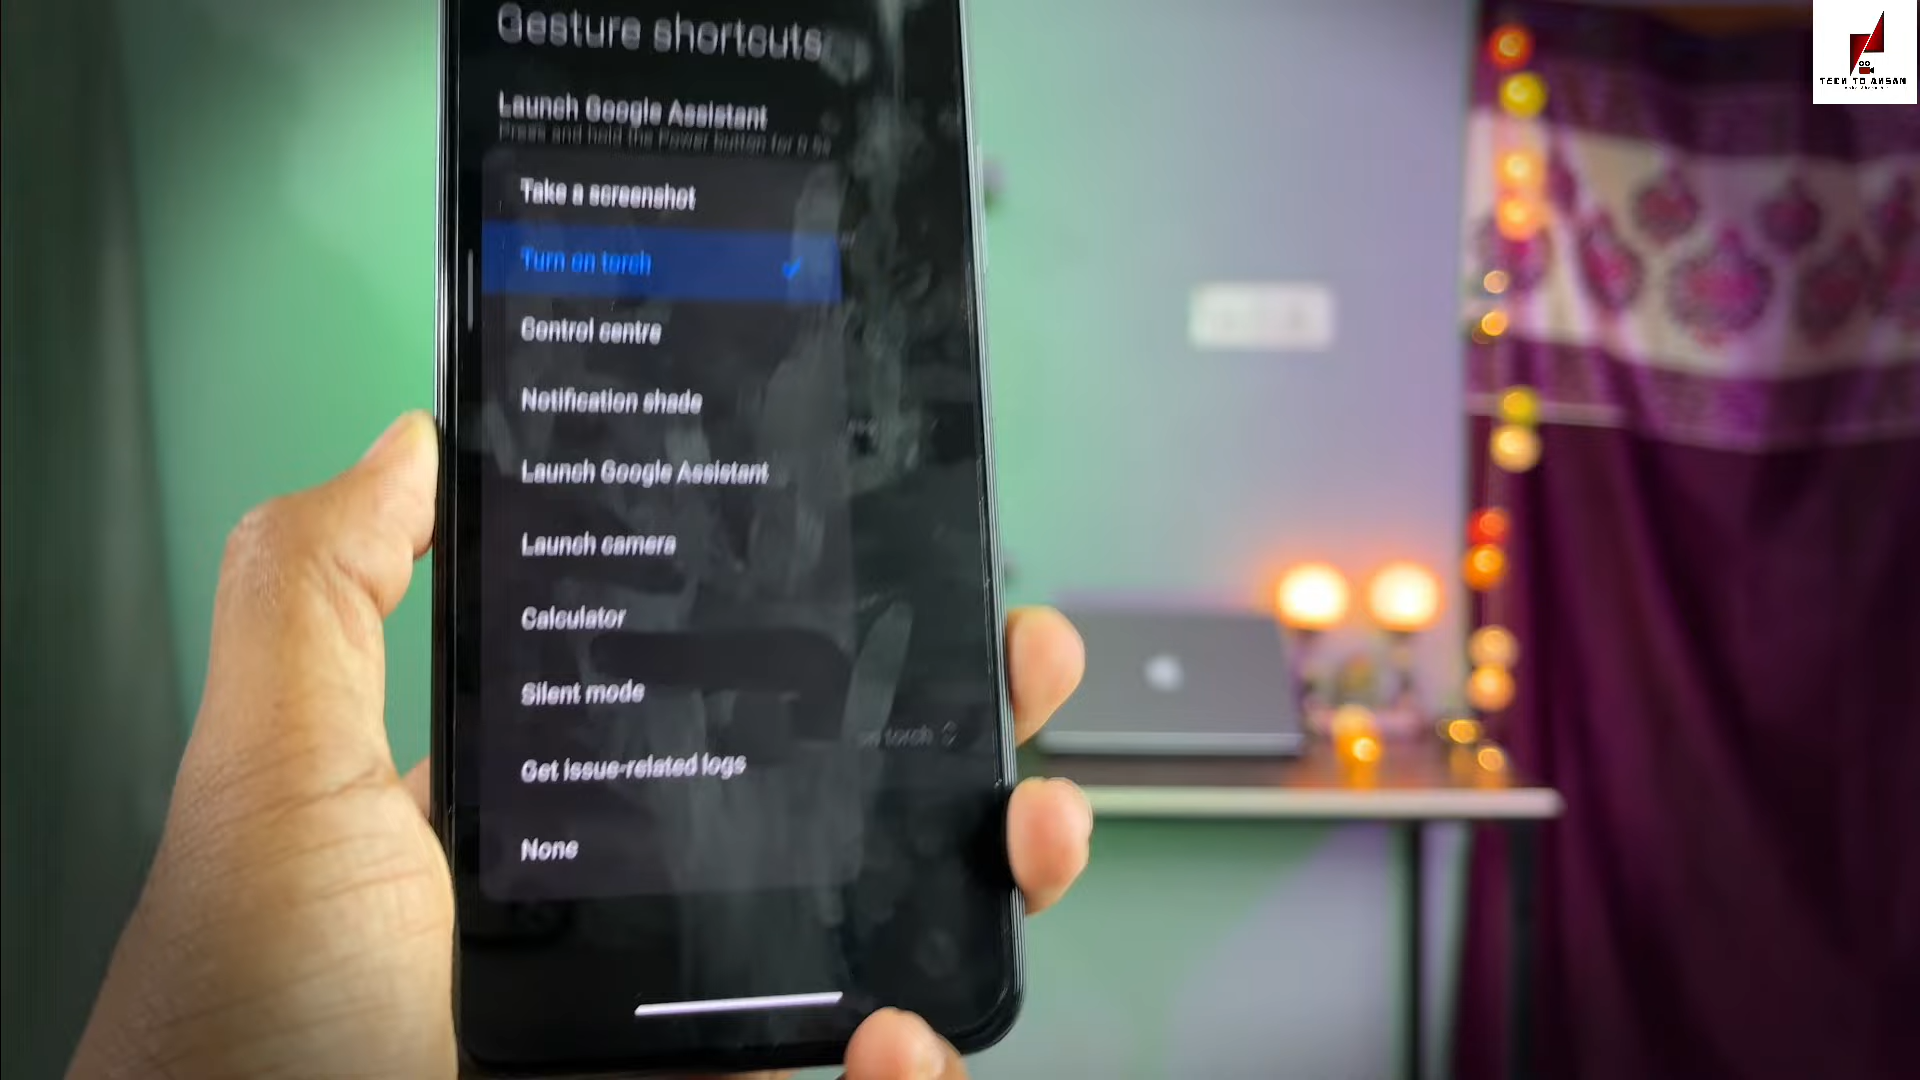 Gesture shortcuts
Launch Google Assistant
Press and hold the Power button for 0.5s
Take a screenshot
Turn on torch
Control centre
Notification shade
Launch Google Assistant
Launch camera
Calculator
Silent mode
on torch
Get issue-related logs
None
TECH TO AHSAN